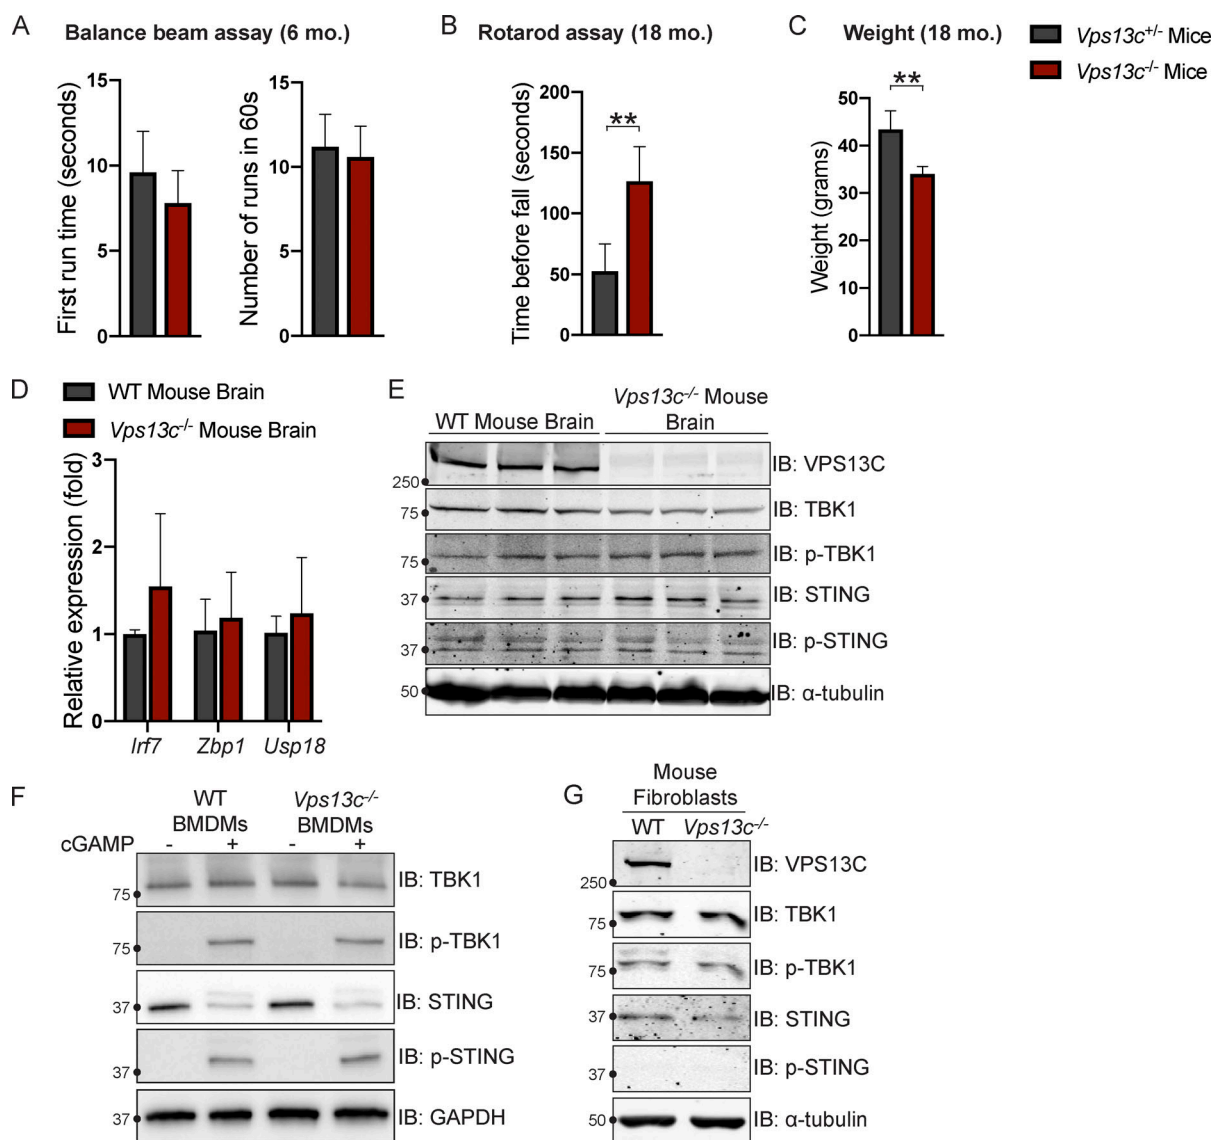 A
Balance beam assay (6 mo.)
First run time (seconds)
15
10
5
0
Number of runs in 60s
15
10
5
0
B
Rotarod assay (18 mo.)
Time before fall (seconds)
200
150
100
50
0
**
C
Weight (18 mo.)
Weight (grams)
50
40
30
20
10
0
**
Vps13c+/- Mice
Vps13c-/- Mice
D
WT Mouse Brain
Vps13c-/- Mouse Brain
Relative expression (fold)
3
2
1
0
Irf7 Zbp1 Usp18
E
WT Mouse Brain
Vps13c-/- Mouse
Brain
250
IB: VPS13C
75
IB: TBK1
75
IB: p-TBK1
37
IB: STING
37
IB: p-STING
50
IB: α-tubulin
F
WT
BMDMs
Vps13c-/-
BMDMs
cGAMP - + - +
75
IB: TBK1
75
IB: p-TBK1
37
IB: STING
37
IB: p-STING
37
IB: GAPDH
G
Mouse
Fibroblasts
WT Vps13c-/-
250
IB: VPS13C
75
IB: TBK1
75
IB: p-TBK1
37
IB: STING
37
IB: p-STING
50
IB: α-tubulin